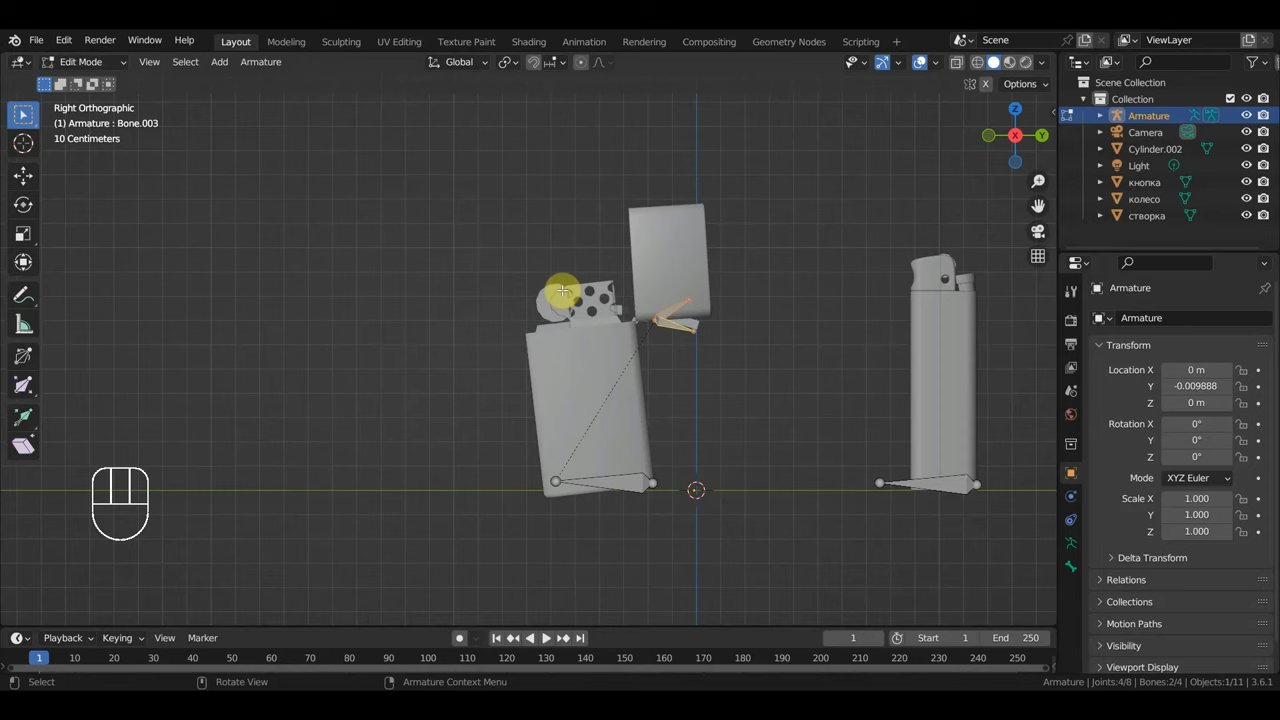 File Edit Render Window Help Layout Modeling Sculpting UV Editing Texture Paint Shading Animation Rendering Compositing Geometry Nodes Scripting + Scene ViewLayer
Edit Mode View Select Add Armature Global
X Options
Right Orthographic
(1) Armature : Bone.003
10 Centimeters
Z
X
Y
Scene Collection
Collection
Armature
Camera
Cylinder.002
Light
кнопка
колесо
створка
Armature
Armature
Transform
Location X 0 m
Y -0.009888
Z 0 m
Rotation X 0°
Y 0°
Z 0°
Mode XYZ Euler
Scale X 1.000
Y 1.000
Z 1.000
Delta Transform
Relations
Collections
Motion Paths
Visibility
Viewport Display
Playback Keying View Marker 1 Start 1 End 250
1 10 20 30 40 50 60 70 80 90 100 110 120 130 140 150 160 170 180 190 200 210 220 230 240 250
Select Rotate View Armature Context Menu Armature | Joints:4/8 | Bones:2/4 | Objects:1/11 | 3.6.1